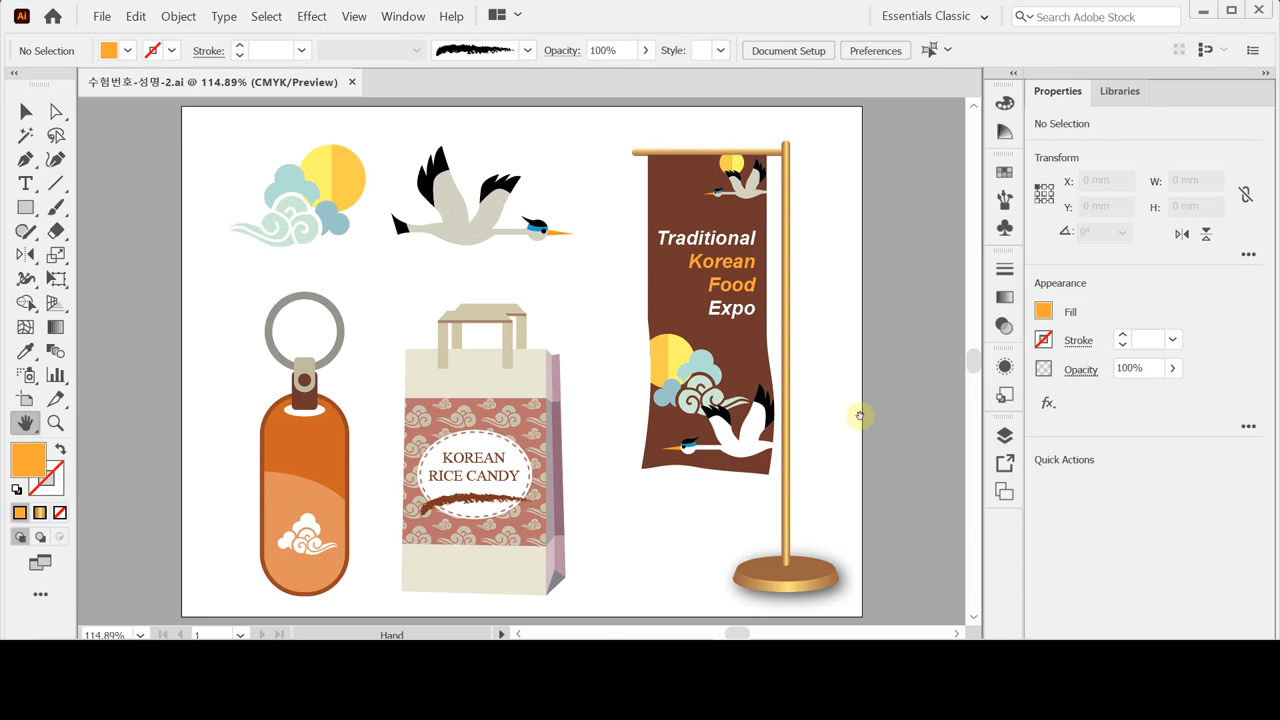 Ai File Edit Object Type Select Effect View Window Help Essentials Classic Search Adobe Stock
No Selection Stroke: Opacity: 100% Style: Document Setup Preferences
수험번호-성명-2.ai @ 114.89% (CMYK/Preview)
Properties Libraries
No Selection
Transform
X: 0 mm W: 0 mm
Y: 0 mm H: 0 mm
0°
Appearance
Fill
Stroke
Opacity 100%
fx.
Quick Actions
Traditional
Korean
Food
Expo
KOREAN
RICE CANDY
114.89% 1 Hand